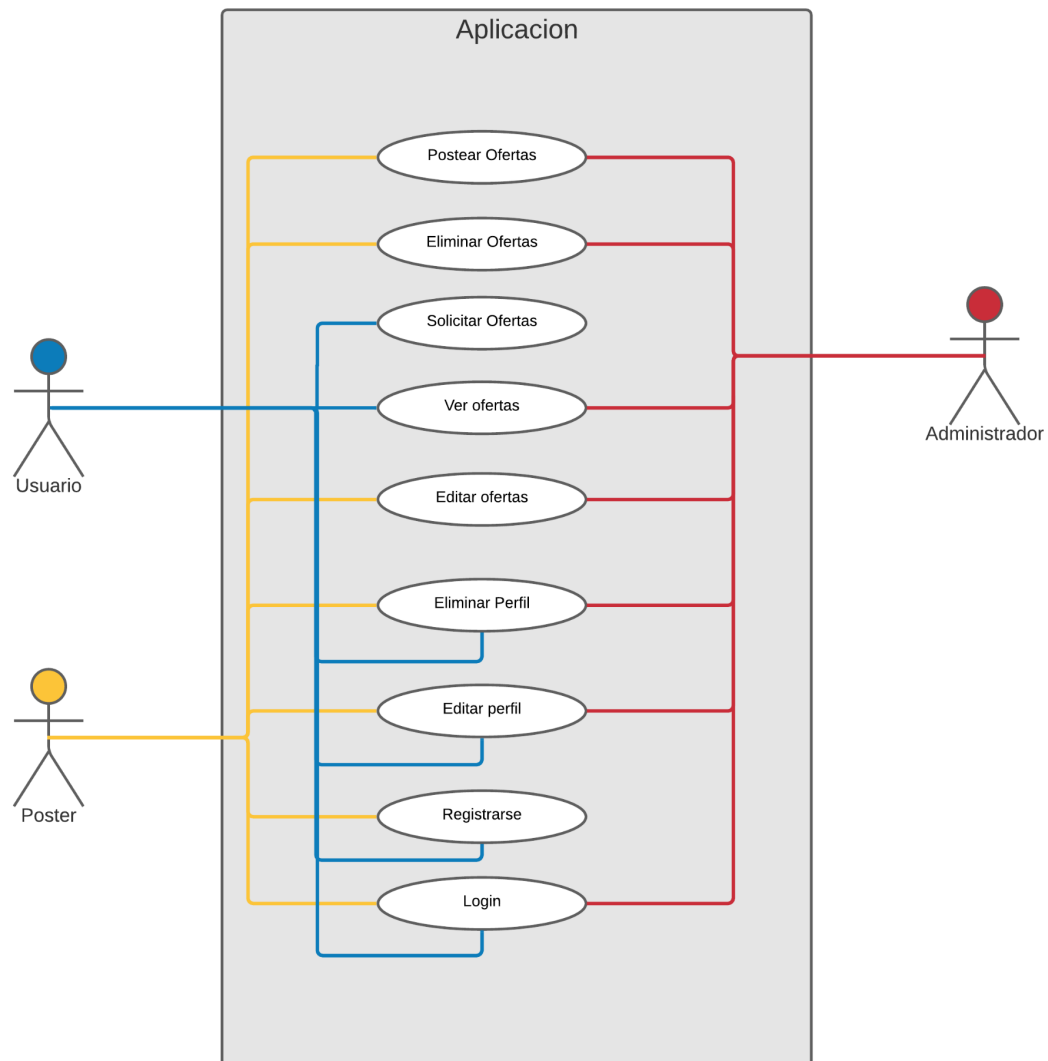 Aplicacion
Postear Ofertas
Eliminar Ofertas
Solicitar Ofertas
Ver ofertas
Administrador
Usuario
Editar ofertas
Eliminar Perfil
Editar perfil
Poster
Registrarse
Login